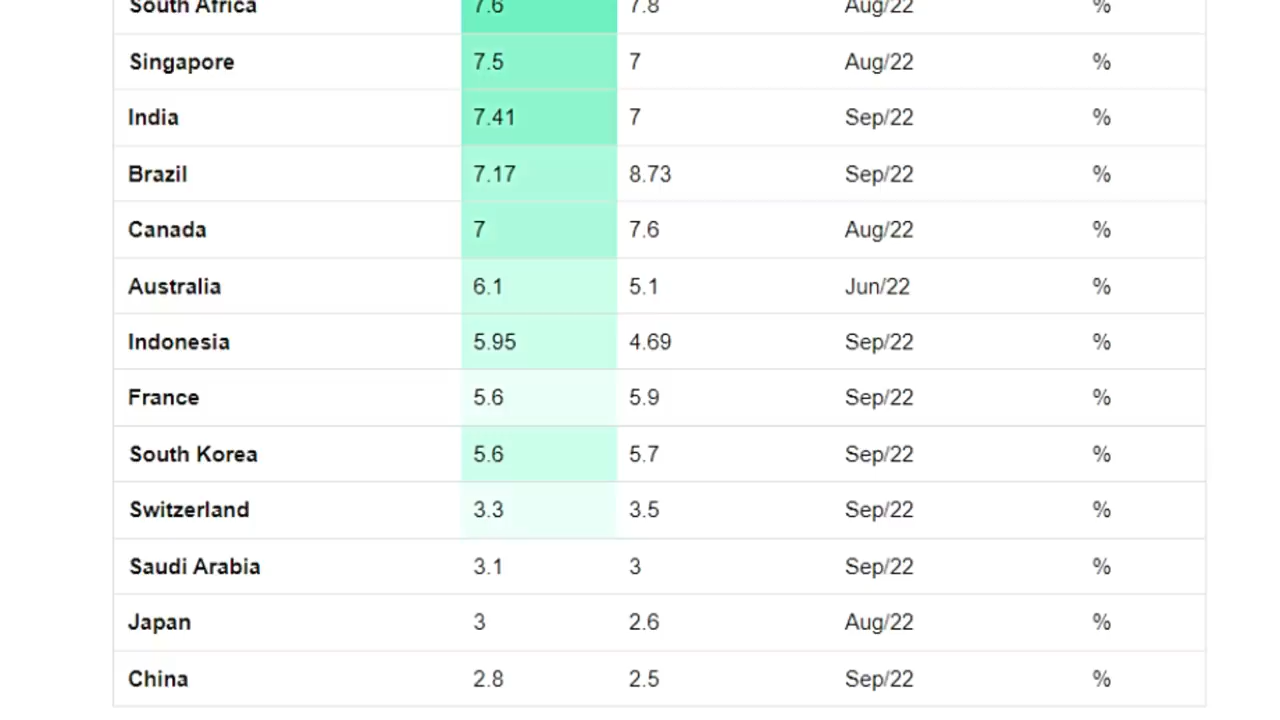 South Africa 7.6 7.8 Aug/22 %
Singapore 7.5 7 Aug/22 %
India 7.41 7 Sep/22 %
Brazil 7.17 8.73 Sep/22 %
Canada 7 7.6 Aug/22 %
Australia 6.1 5.1 Jun/22 %
Indonesia 5.95 4.69 Sep/22 %
France 5.6 5.9 Sep/22 %
South Korea 5.6 5.7 Sep/22 %
Switzerland 3.3 3.5 Sep/22 %
Saudi Arabia 3.1 3 Sep/22 %
Japan 3 2.6 Aug/22 %
China 2.8 2.5 Sep/22 %